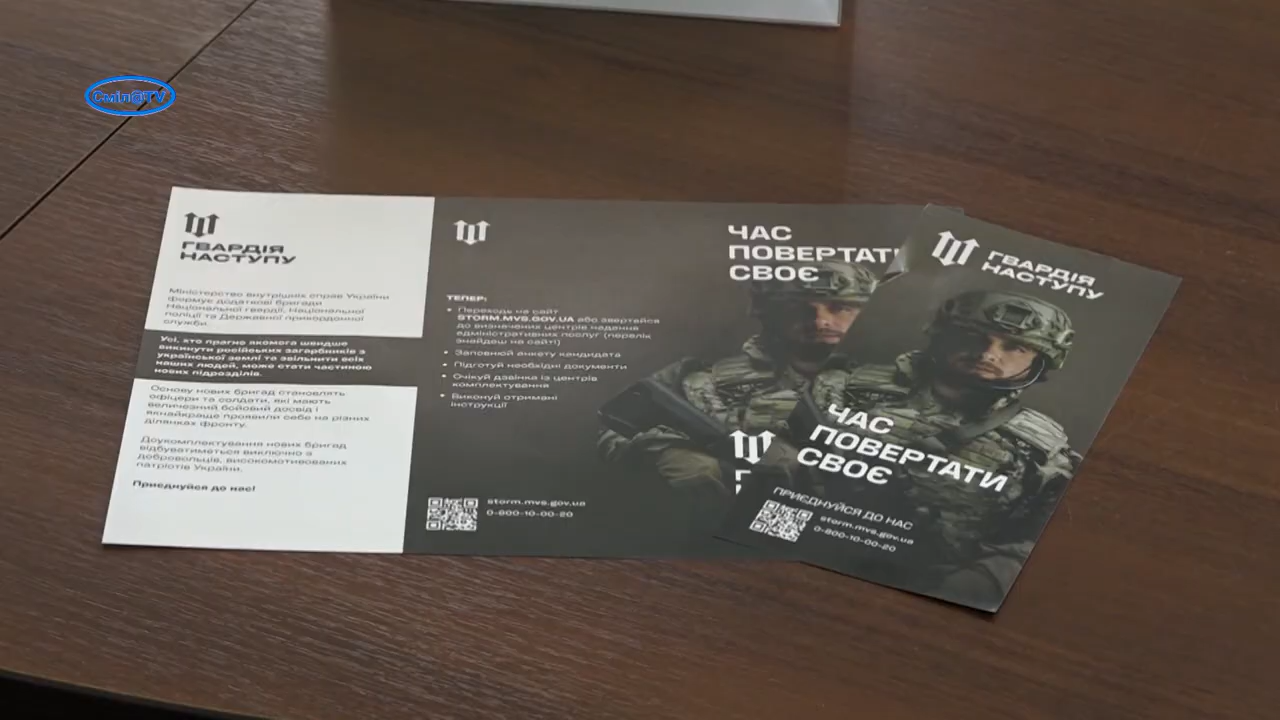 Сміл@TV
ГВАРДІЯ
НАСТУПУ
Міністерство внутрішніх справ України
формує додаткові бригади
Національної гвардії, Національної
поліції та Державної прикордонної
служби.
Усі, хто прагне якомога швидше
викинути російських загарбників з
української землі та звільнити всіх
наших людей, може стати частиною
нових підрозділів.
Основу нових бригад становлять
офіцери та солдати, які мають
величезний бойовий досвід і
якнайкраще проявили себе на різних
ділянках фронту.
Доукомплектування нових бригад
відбуватиметься виключно з
добровольців, високомотивованих
патріотів України.
Приєднуйся до нас!
ТЕПЕР:
• Переходь на сайт
STORM.MVS.GOV.UA або звертайся
до визначених центрів надання
адміністративних послуг (перелік
знайдеш на сайті)
• Заповнюй анкету кандидата
• Підготуй необхідні документи
• Очікуй дзвінка із центрів
комплектування
• Виконуй отримані
інструкції
storm.mvs.gov.ua
0-800-10-00-20
ЧАС
ПОВЕРТАТИ
СВОЄ
ГВАРДІЯ
НАСТУПУ
ЧАС
ПОВЕРТАТИ
СВОЄ
ПРИЄДНУЙСЯ ДО НАС
storm.mvs.gov.ua
0-800-10-00-20